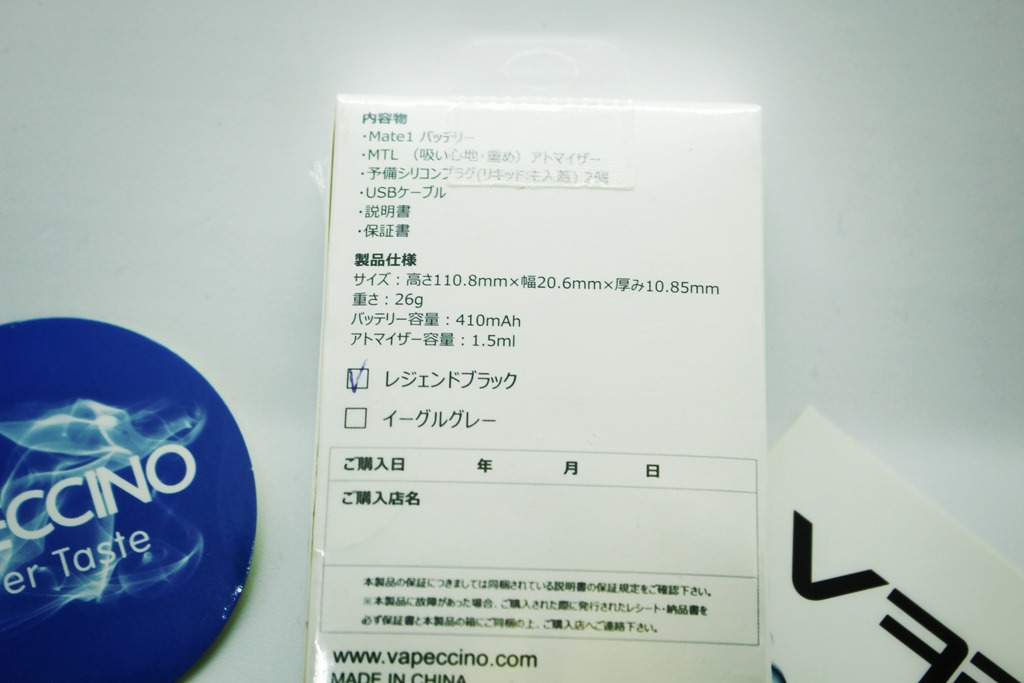 内容物
・Mate1 バッテリー
・MTL （吸い心地・重め）アトマイザー
・予備シリコンプラグ(リキッド注入蓋) 2個
・USBケーブル
・説明書
・保証書
製品仕様
サイズ：高さ110.8mm×幅20.6mm×厚み10.85mm
重さ：26g
バッテリー容量：410mAh
アトマイザー容量：1.5ml
レジェンドブラック
イーグルグレー
ご購入日 年 月 日
ご購入店名
本製品の保証につきましては同梱されている説明書の保証規定をご確認下さい。
※本製品に故障があった場合、ご購入された際に発行されたレシート・納品書を
必ず保証書と本製品の箱にご同梱の上、ご購入店へご連絡下さい。
www.vapeccino.com
MADE IN CHINA
CCINO
er Taste